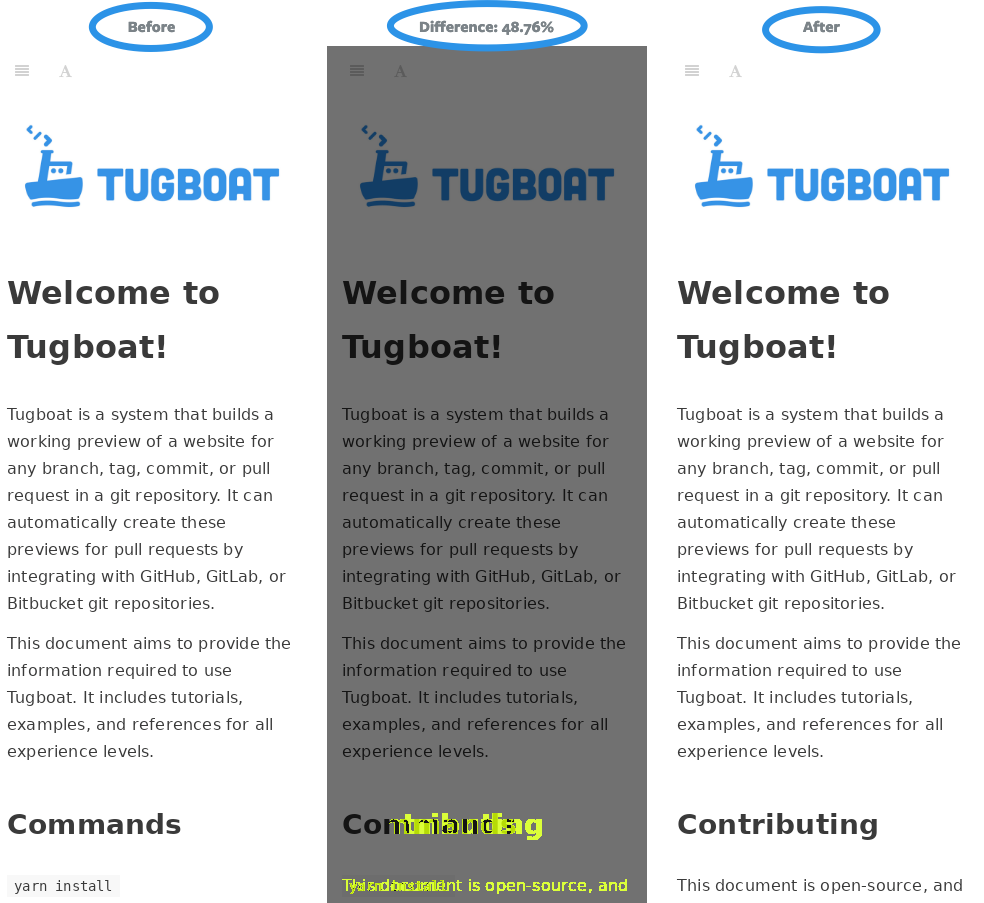 Before
A
TUGBOAT
Welcome to
Tugboat!
Tugboat is a system that builds a
working preview of a website for
any branch, tag, commit, or pull
request in a git repository. It can
automatically create these
previews for pull requests by
integrating with GitHub, GitLab, or
Bitbucket git repositories.
This document aims to provide the
information required to use
Tugboat. It includes tutorials,
examples, and references for all
experience levels.
Commands
yarn install
Difference: 48.76%
A
TUGBOAT
Welcome to
Tugboat!
Tugboat is a system that builds a
working preview of a website for
any branch, tag, commit, or pull
request in a git repository. It can
automatically create these
previews for pull requests by
integrating with GitHub, GitLab, or
Bitbucket git repositories.
This document aims to provide the
information required to use
Tugboat. It includes tutorials,
examples, and references for all
experience levels.
This document is open-source, and
After
A
TUGBOAT
Welcome to
Tugboat!
Tugboat is a system that builds a
working preview of a website for
any branch, tag, commit, or pull
request in a git repository. It can
automatically create these
previews for pull requests by
integrating with GitHub, GitLab, or
Bitbucket git repositories.
This document aims to provide the
information required to use
Tugboat. It includes tutorials,
examples, and references for all
experience levels.
Contributing
This document is open-source, and